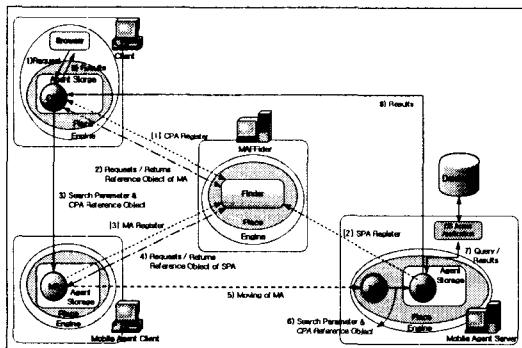 Browser
1)Request
Results
Client
Agent Storage
Place
Engine
[1] CPA Register
2) Requests / Returns
Reference Object of MA
3) Search Parameter &
CPA Reference Object
[3] MA Register
4) Requests / Returns
Reference Object of SPA
Finder
Place
Engine
8) Results
[2] SPA Register
7) Query /
Results
Agent
Storage
Place
Engine
Mobile Agent Client
5) Moving of MA
6) Search Parameter &
CPA Reference Object
Agent
Storage
Place
Engine
Mobile Agent Server